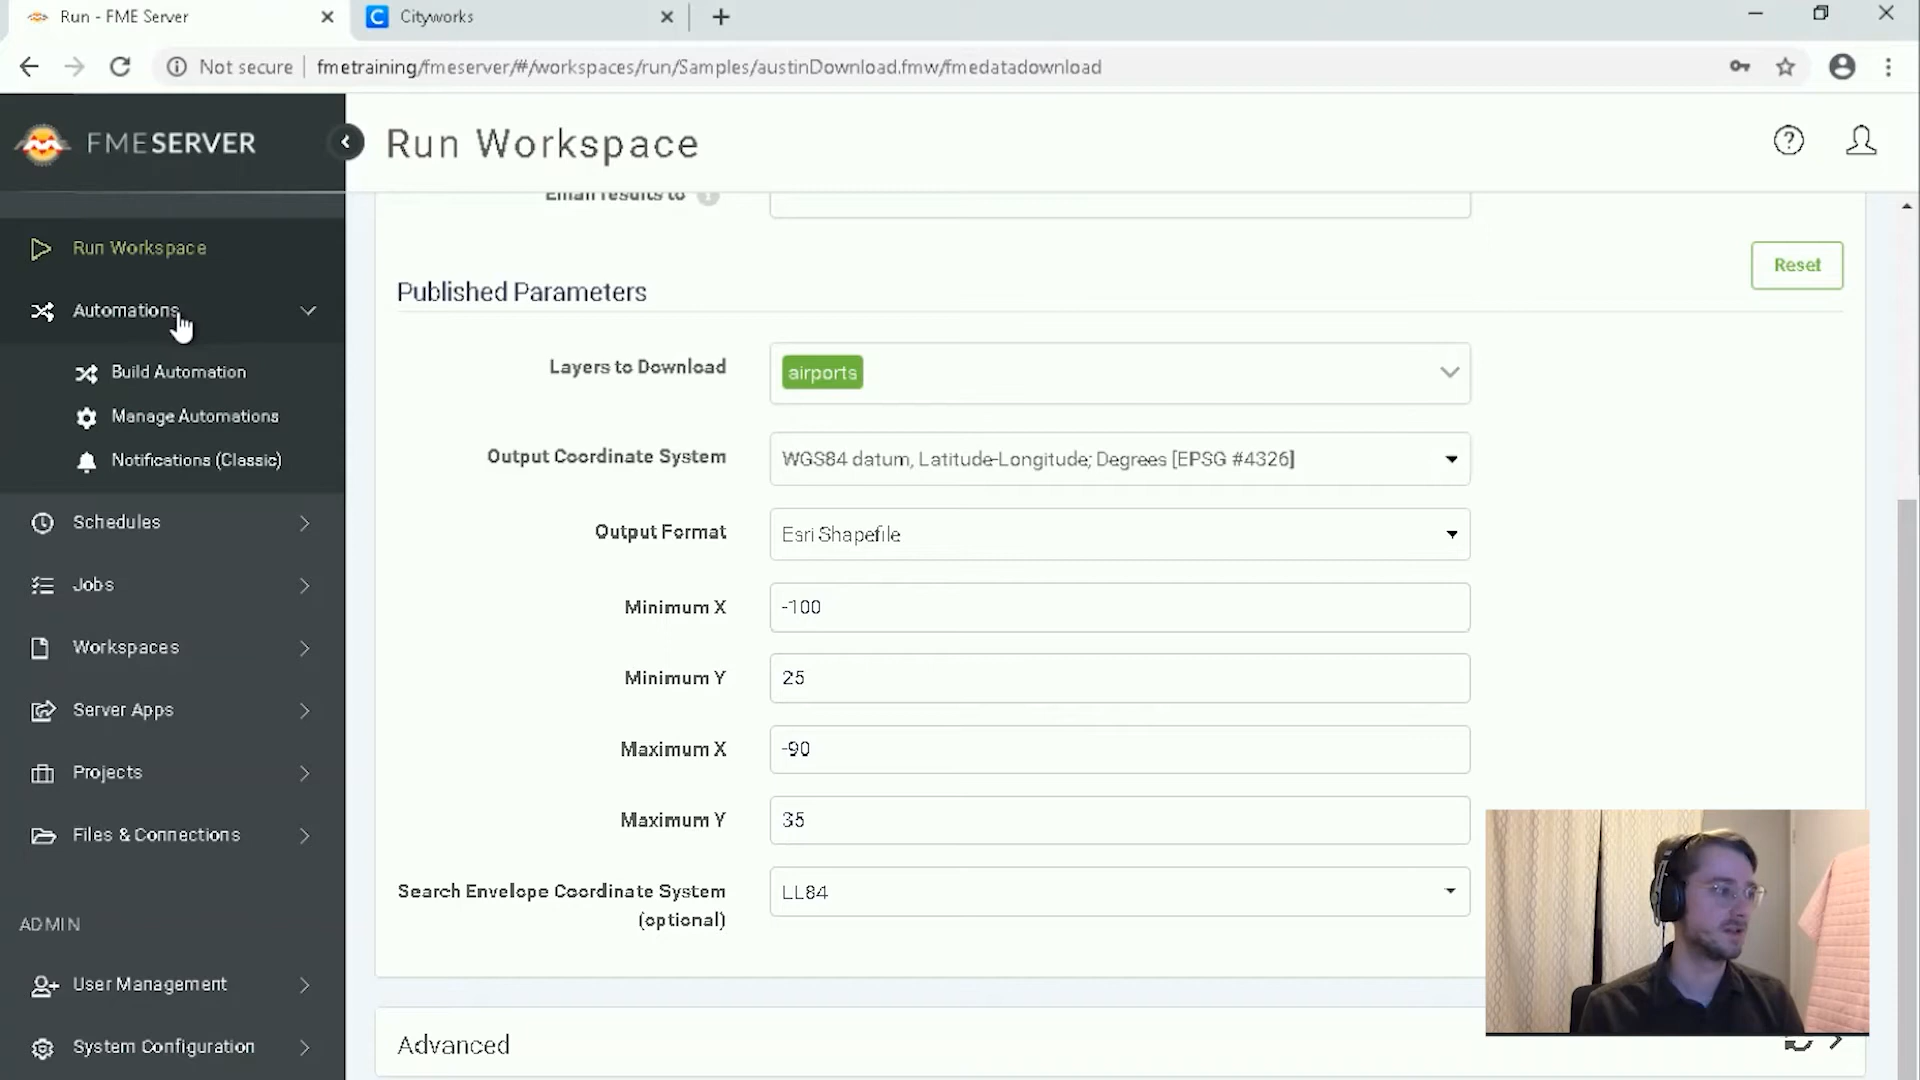 Run - FME Server
Cityworks
Not secure
fmetraining/fmeserver/#/workspaces/run/Samples/austinDownload.fmw/fmedatadownload
FMESERVER
Run Workspace
Run Workspace
Automations
Build Automation
Manage Automations
Notifications (Classic)
Schedules
Jobs
Workspaces
Server Apps
Projects
Files & Connections
ADMIN
User Management
System Configuration
Email results to
Reset
Published Parameters
Layers to Download
airports
Output Coordinate System
WGS84 datum, Latitude-Longitude; Degrees [EPSG #4326]
Output Format
Esri Shapefile
Minimum X
-100
Minimum Y
25
Maximum X
-90
Maximum Y
35
Search Envelope Coordinate System
(optional)
LL84
Advanced